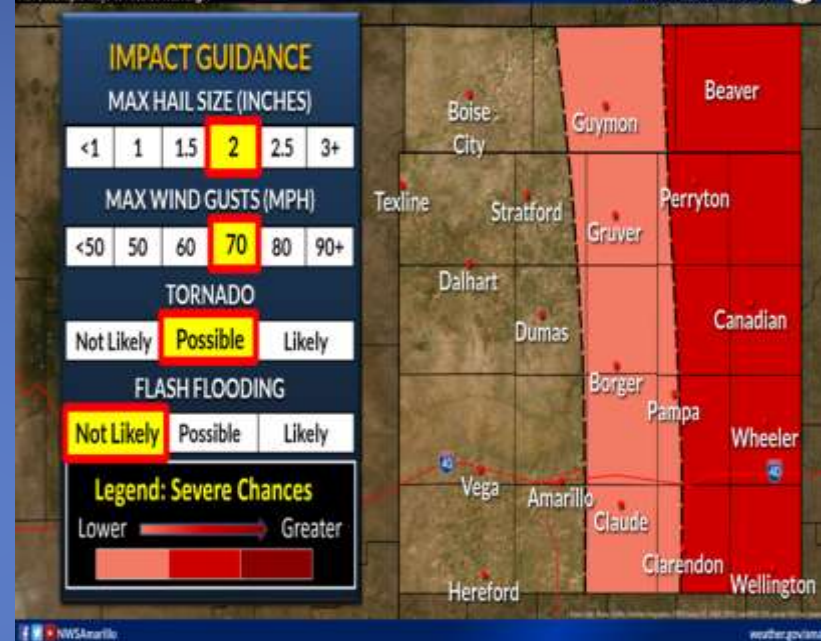 IMPACT GUIDANCE
MAX HAIL SIZE (INCHES)
<1 1 1.5 2 2.5 3+
MAX WIND GUSTS (MPH)
<50 50 60 70 80 90+
TORNADO
Not Likely Possible Likely
FLASH FLOODING
Not Likely Possible Likely
Legend: Severe Chances
Lower Greater
Boise City
Guymon
Beaver
Texline
Stratford
Gruver
Perryton
Dalhart
Dumas
Canadian
Borger
Pampa
Wheeler
40
40
Vega
Amarillo
Claude
Clarendon
Hereford
Wellington
NWSAmarillo
weather.gov/ama